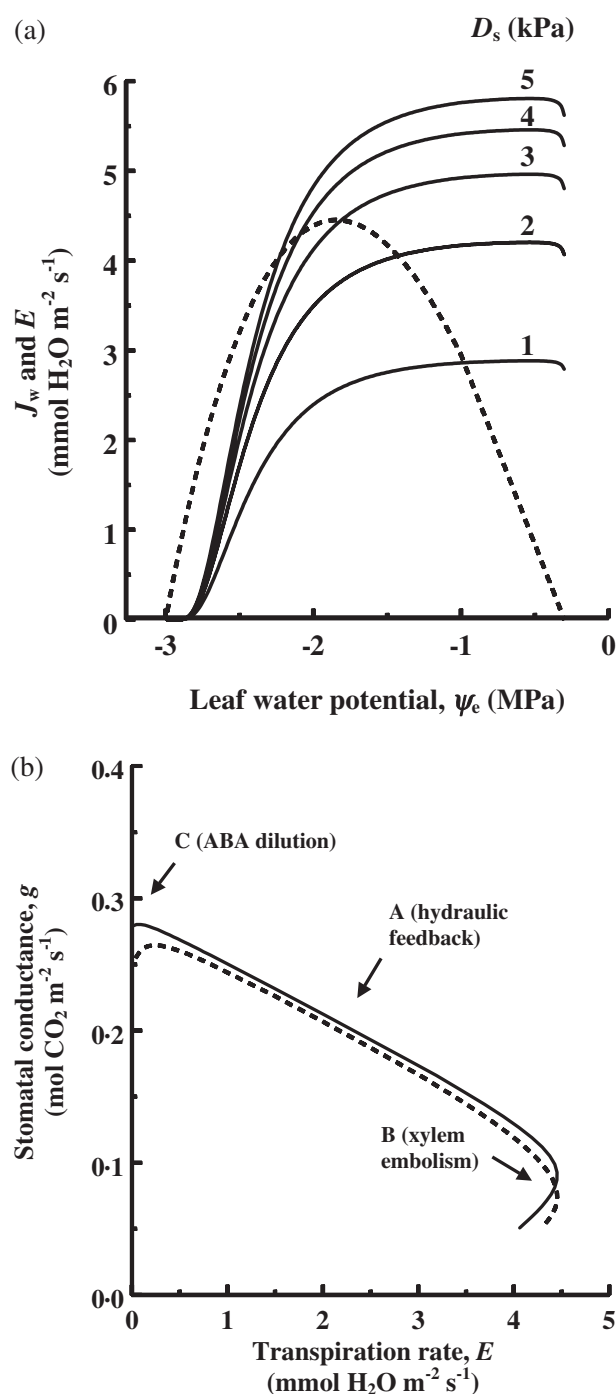 (a)
D_s (kPa)
6
5
4
3
2
1
0
5
4
3
2
1
J_w and E
(mmol H₂O m⁻² s⁻¹)
-3
-2
-1
0
Leaf water potential, ψ_e (MPa)
(b)
0·4
0·3
0·2
0·1
0·0
C (ABA dilution)
A (hydraulic
feedback)
B (xylem
embolism)
Stomatal conductance, g
(mol CO₂ m⁻² s⁻¹)
0
1
2
3
4
5
Transpiration rate, E
(mmol H₂O m⁻² s⁻¹)